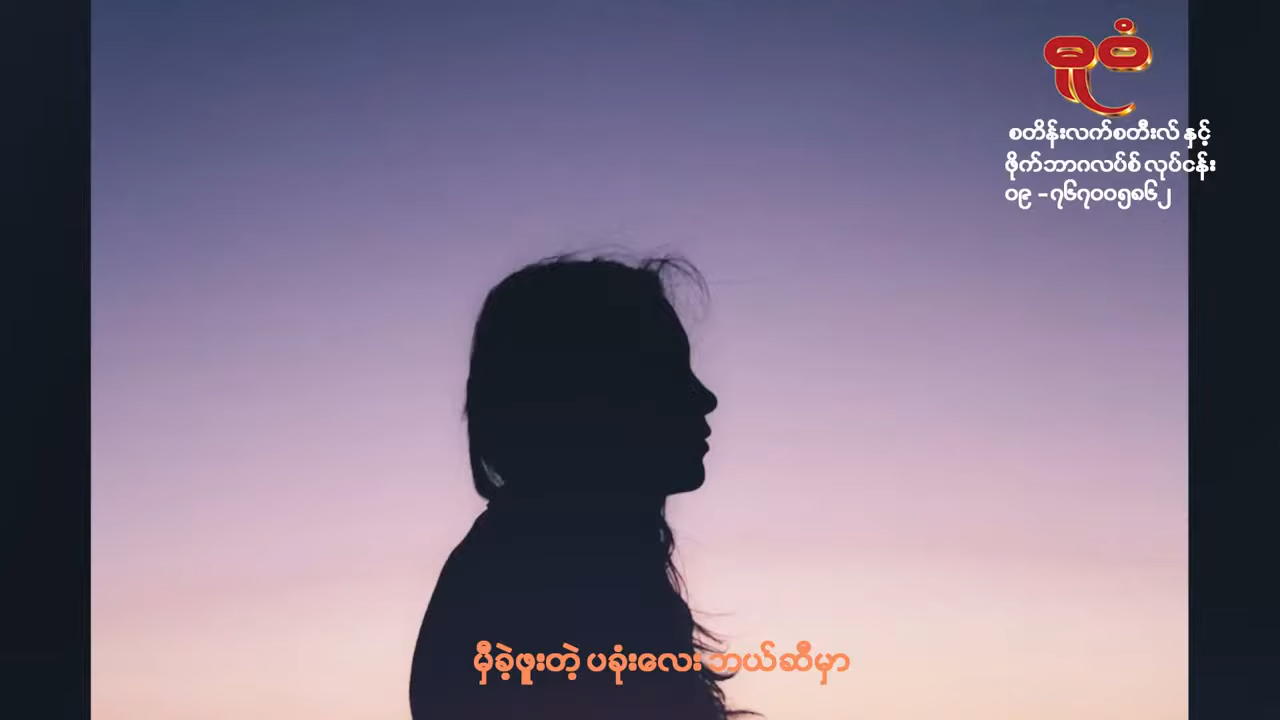 စုဝံ
စတိန်းလက်စတီးလ် နှင့်
ဖိုက်ဘာဂလပ်စ် လုပ်ငန်း
၀၉ -၇၆၇၀၀၅၈၆၂
မှီခဲ့ဖူးတဲ့ ပခုံးလေး ဘယ်ဆီမှာ